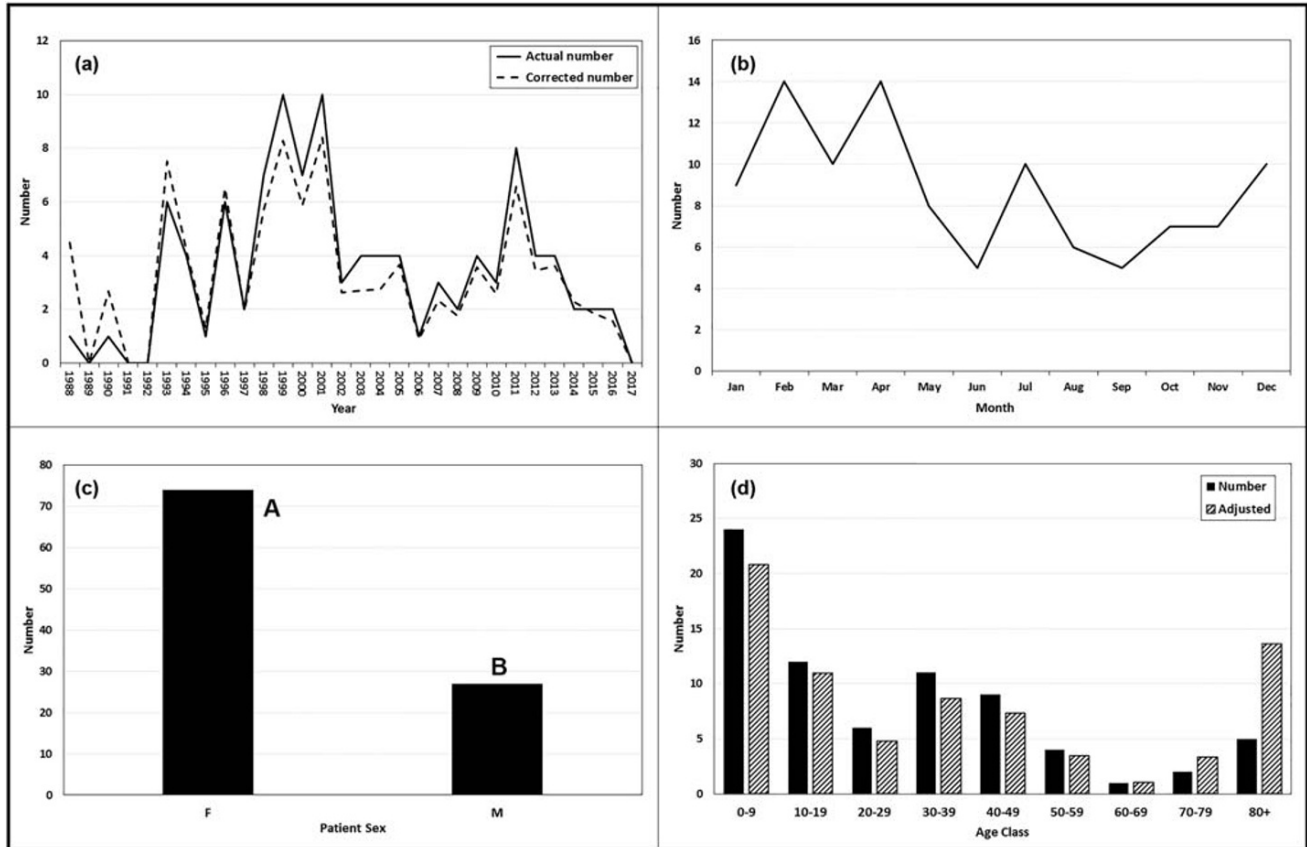 (a)
Actual number
Corrected number
12
10
8
6
4
2
0
Number
1988
1989
1990
1991
1992
1993
1994
1995
1996
1997
1998
1999
2000
2001
2002
2003
2004
2005
2006
2007
2008
2009
2010
2011
2012
2013
2014
2015
2016
2017
Year
(b)
16
14
12
10
8
6
4
2
0
Number
Jan Feb Mar Apr May Jun Jul Aug Sep Oct Nov Dec
Month
(c)
80
70
60
50
40
30
20
10
0
Number
A
B
F M
Patient Sex
(d)
Number
Adjusted
30
25
20
15
10
5
0
Number
0-9 10-19 20-29 30-39 40-49 50-59 60-69 70-79 80+
Age Class